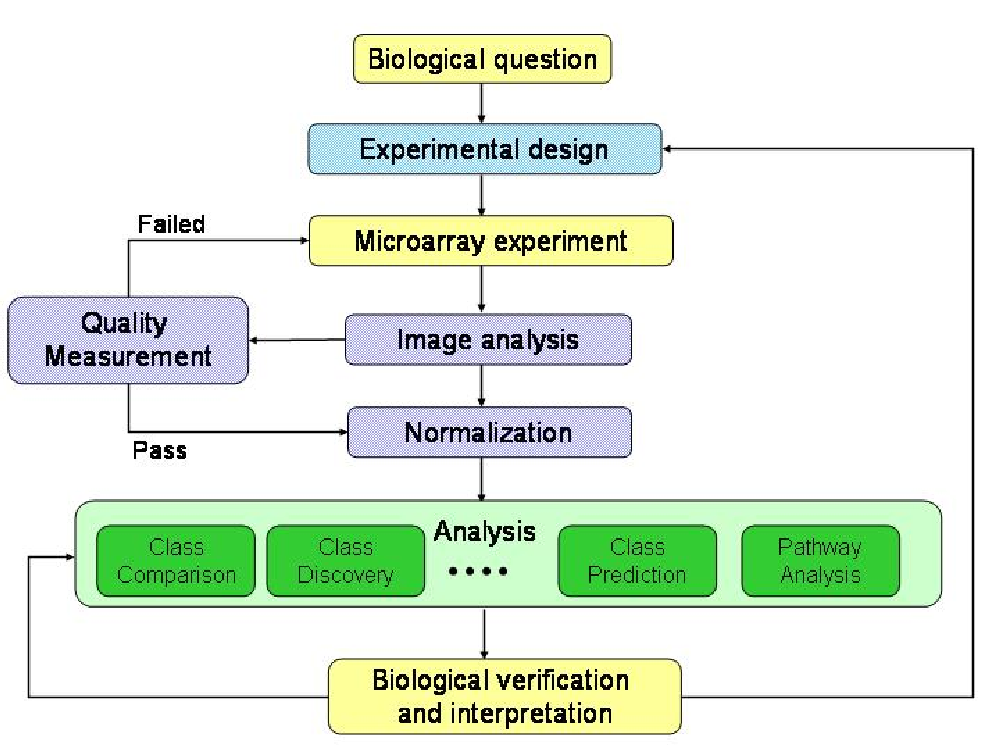 Biological question
Experimental design
Failed
Microarray experiment
Quality
Measurement
Image analysis
Normalization
Pass
Analysis
Class
Comparison
Class
Discovery
••••
Class
Prediction
Pathway
Analysis
Biological verification
and interpretation